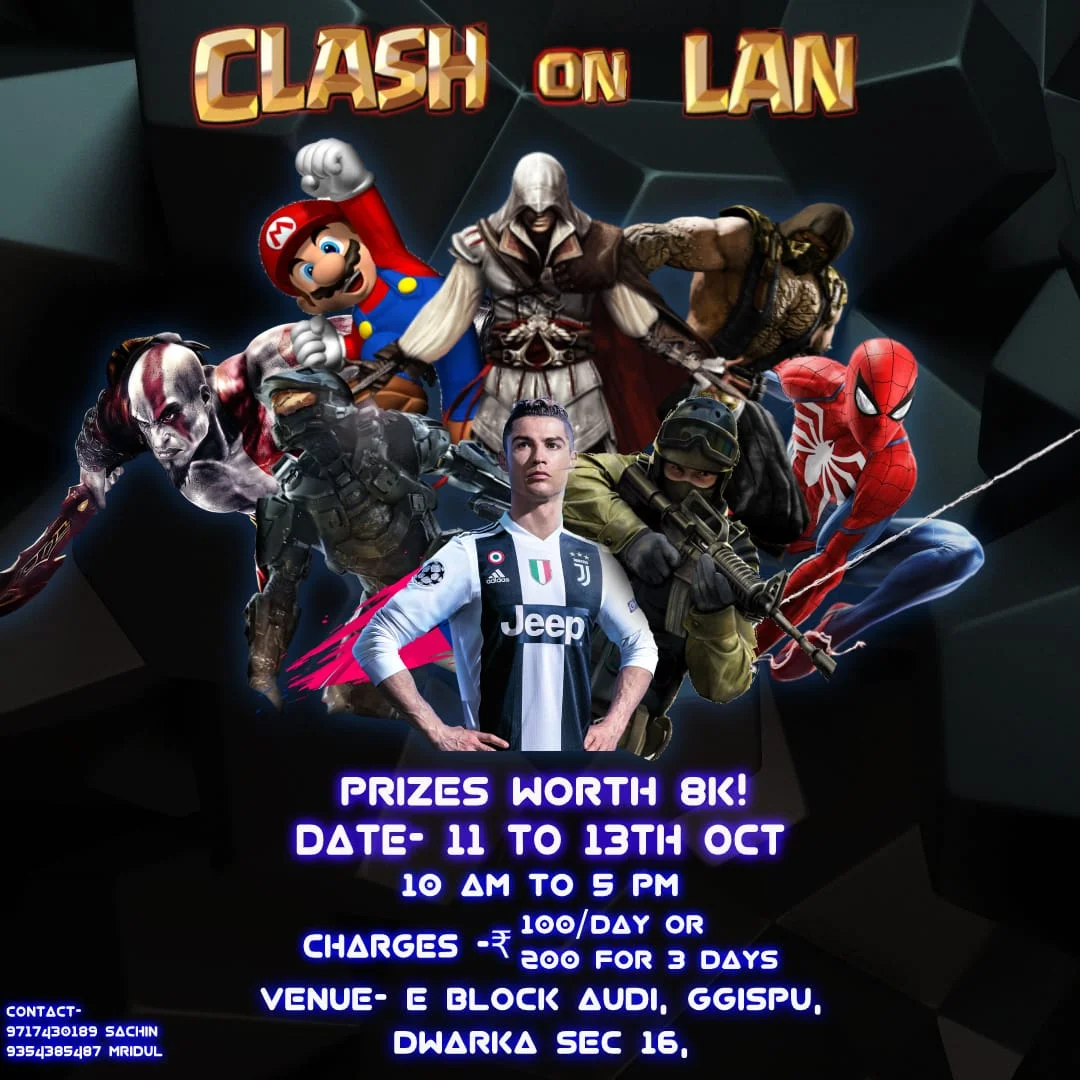 CLASH ON LAN
M
adidas
Jeep
PRIZES WORTH 8K!
DATE- 11 TO 13TH OCT
10 AM TO 5 PM
CHARGES -₹ 100/DAY OR
200 FOR 3 DAYS
VENUE- E BLOCK AUDI, GGISPU,
DWARKA SEC 16,
CONTACT-
9717430189 SACHIN
9354385487 MRIDUL